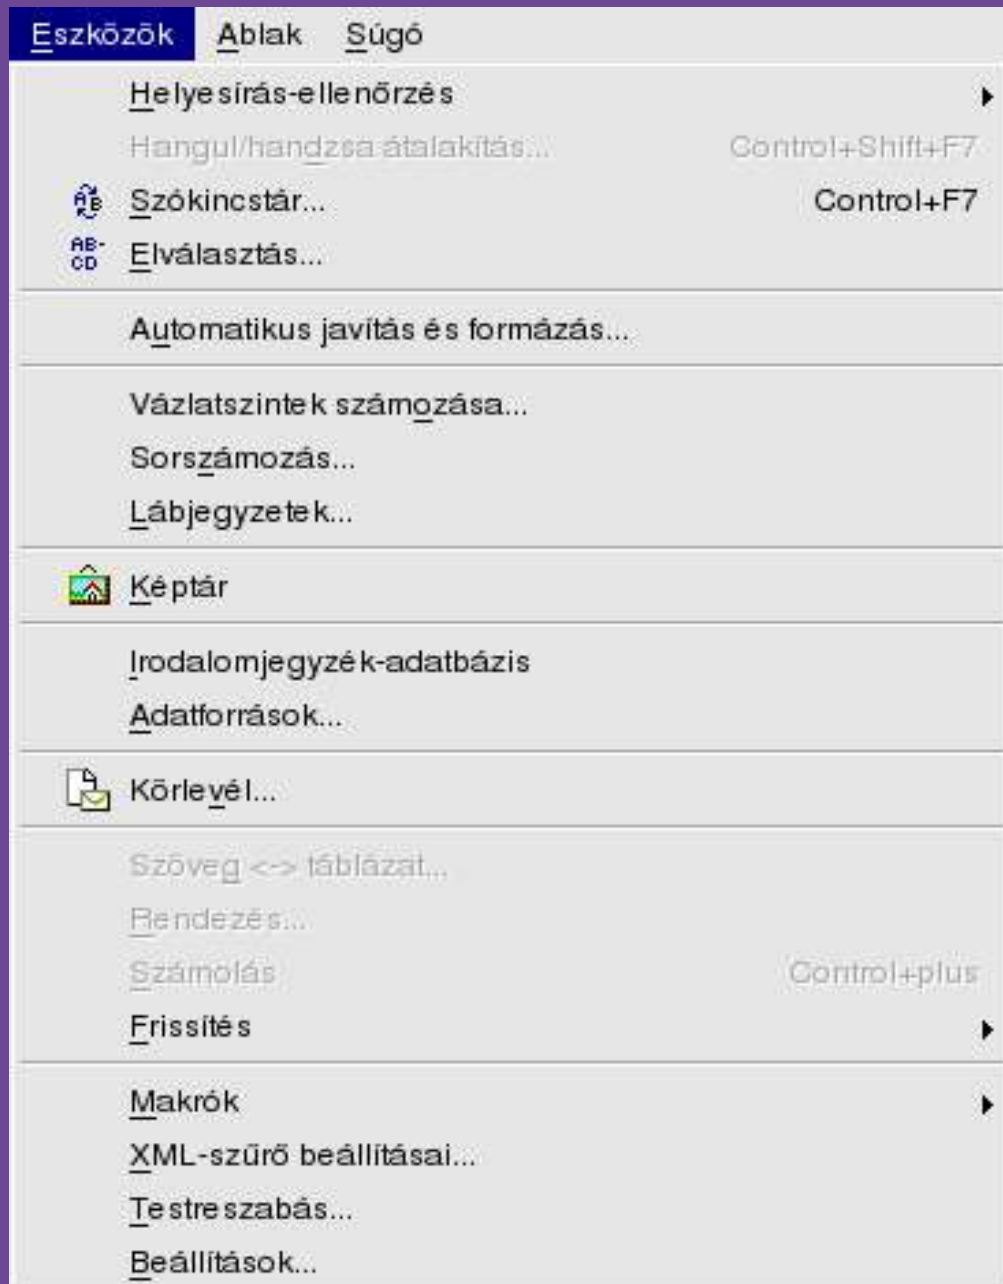 Eszközök Ablak Súgó
Helyesírás-ellenőrzés
Hangul/handzsa átalakítás... Control+Shift+F7
Szókincstár... Control+F7
Elválasztás...
Automatikus javítás és formázás...
Vázlatszintek számozása...
Sorszámozás...
Lábjegyzetek...
Képtár
Irodalomjegyzék-adatbázis
Adatforrások...
Körlevél...
Szöveg <-> táblázat...
Rendezés...
Számolás Control+plus
Frissítés
Makrók
XML-szűrő beállításai...
Testreszabás...
Beállítások...